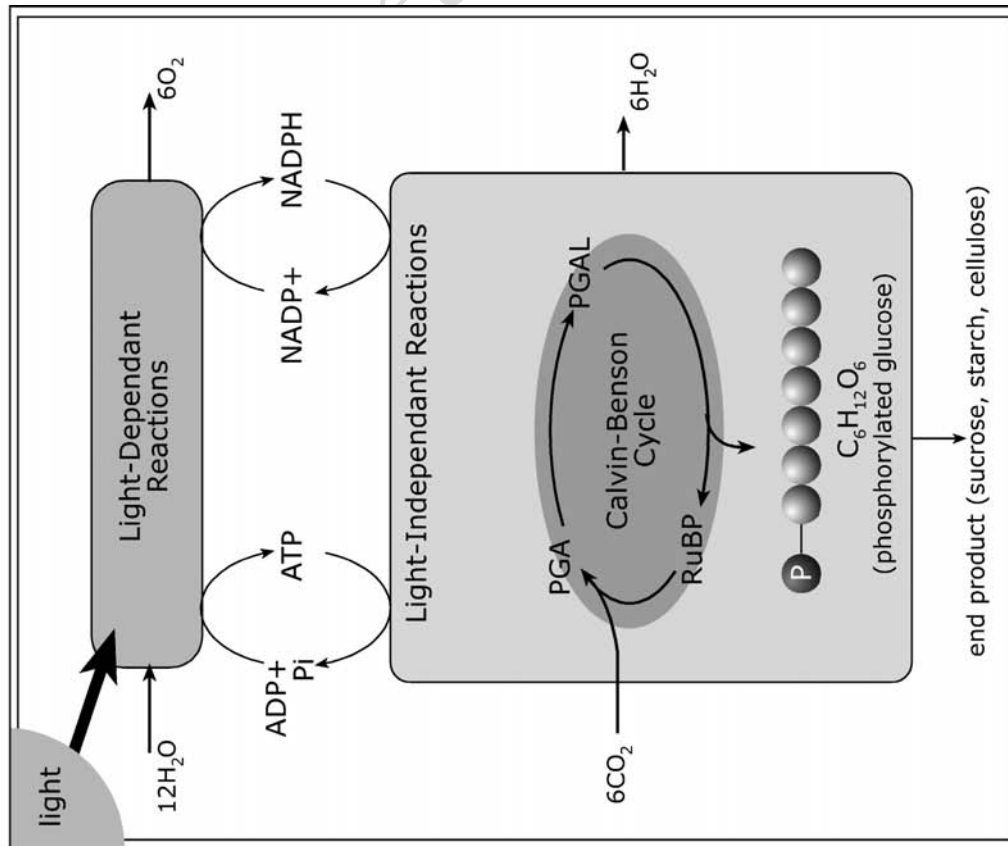 light
12H₂O
Light-Dependant
Reactions
6O₂
ADP+
Pi
ATP
NADP+
NADPH
Light-Independant Reactions
6CO₂
PGA
PGAL
Calvin-Benson
Cycle
RuBP
6H₂O
P
C₆H₁₂O₆
(phosphorylated glucose)
end product (sucrose, starch, cellulose)